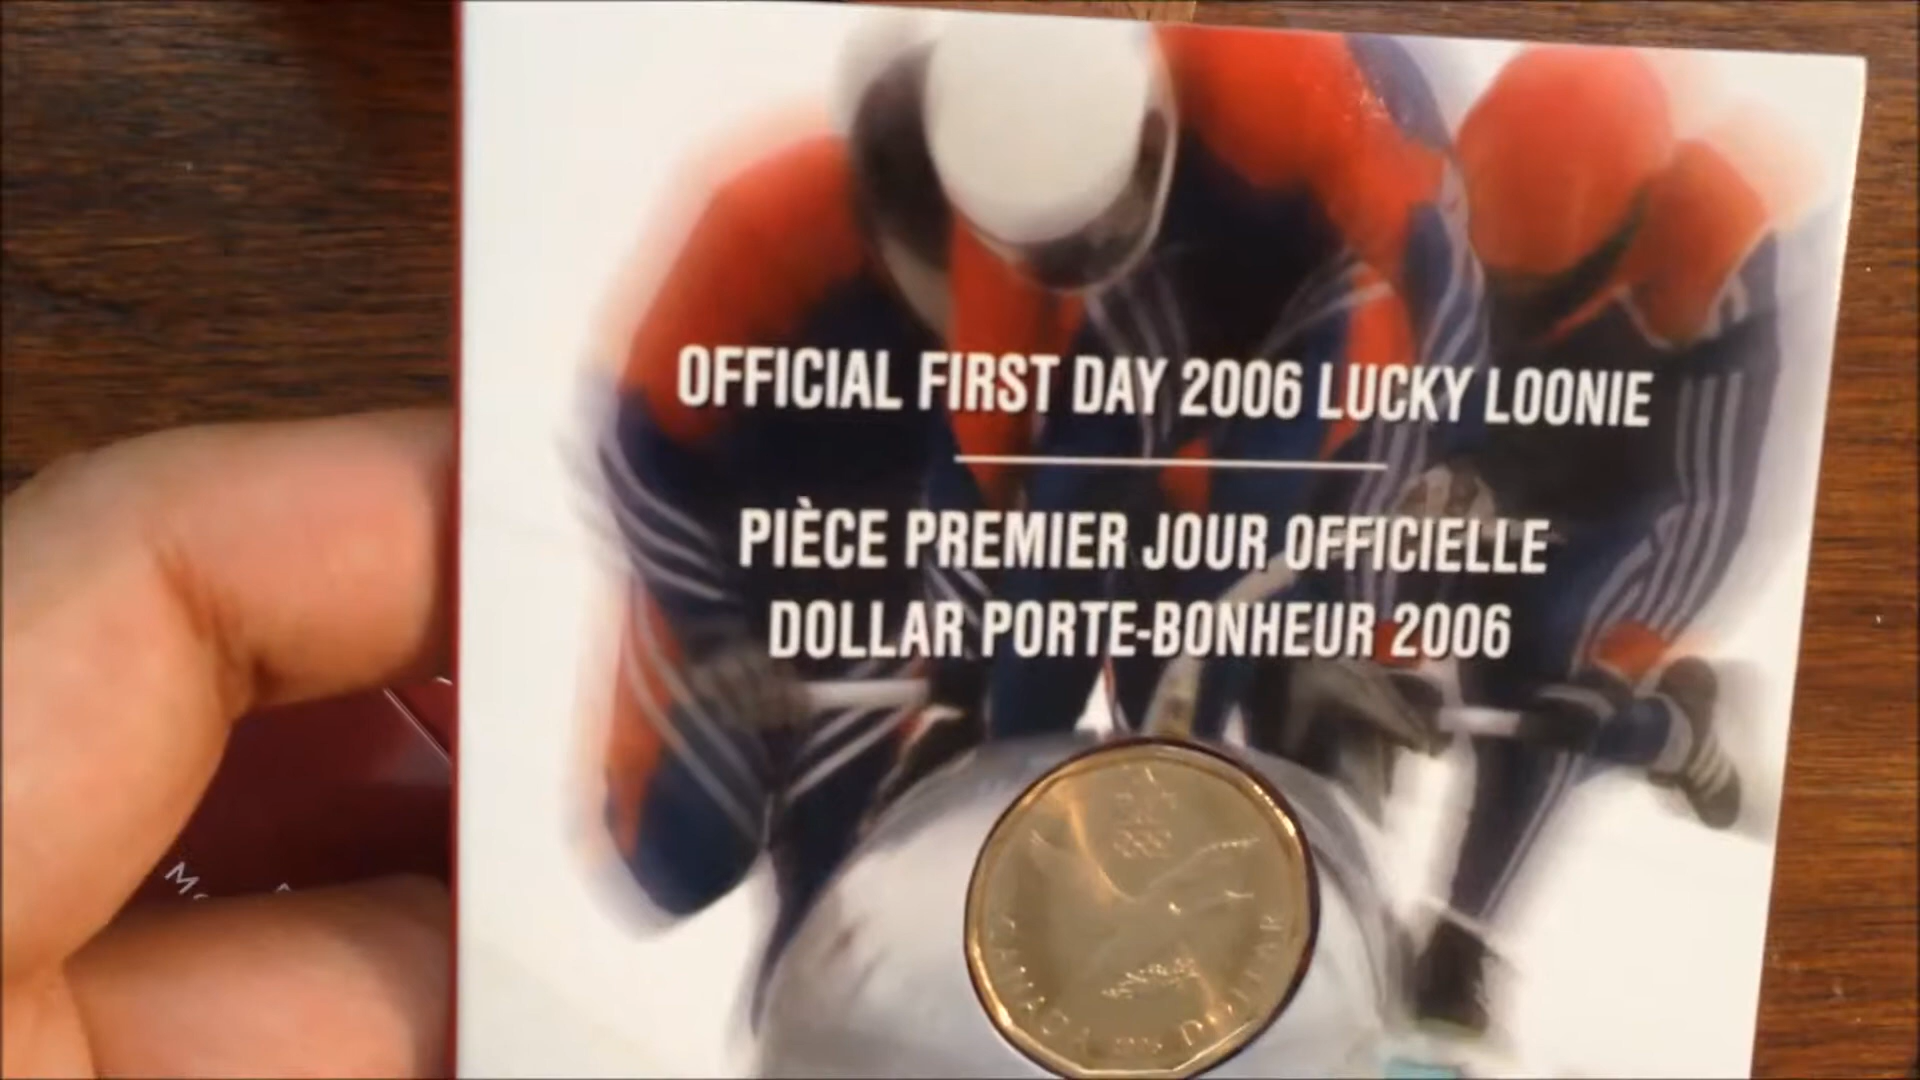 OFFICIAL FIRST DAY 2006 LUCKY LOONIE
PIÈCE PREMIER JOUR OFFICIELLE
DOLLAR PORTE-BONHEUR 2006
CANADA DOLLAR